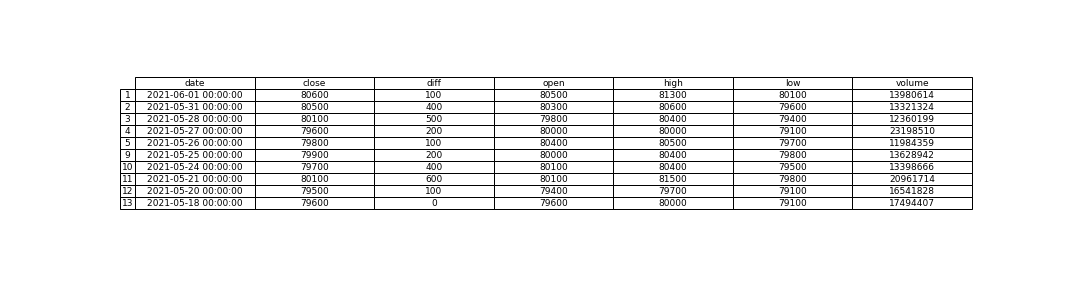 date close diff open high low volume
1 2021-06-01 00:00:00 80600 100 80500 81300 80100 13980614
2 2021-05-31 00:00:00 80500 400 80300 80600 79600 13321324
3 2021-05-28 00:00:00 80100 500 79800 80400 79400 12360199
4 2021-05-27 00:00:00 79600 200 80000 80000 79100 23198510
5 2021-05-26 00:00:00 79800 100 80400 80500 79700 11984359
9 2021-05-25 00:00:00 79900 200 80000 80400 79800 13628942
10 2021-05-24 00:00:00 79700 400 80100 80400 79500 13398666
11 2021-05-21 00:00:00 80100 600 80100 81500 79800 20961714
12 2021-05-20 00:00:00 79500 100 79400 79700 79100 16541828
13 2021-05-18 00:00:00 79600 0 79600 80000 79100 17494407